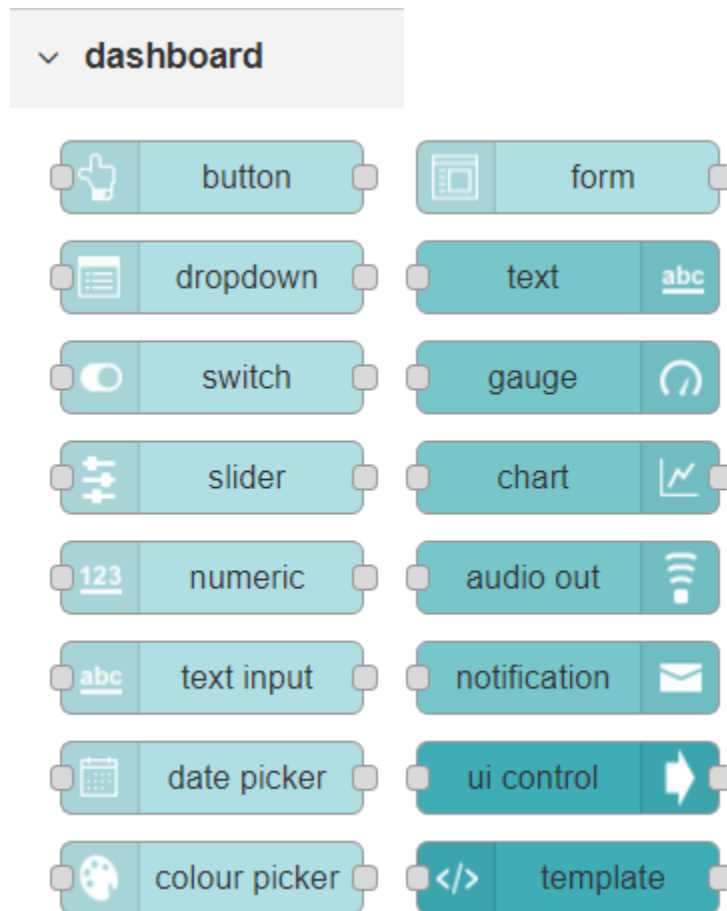 dashboard
button
form
dropdown
text
abc
switch
gauge
slider
chart
123
numeric
audio out
abc
text input
notification
date picker
ui control
colour picker
</>
template